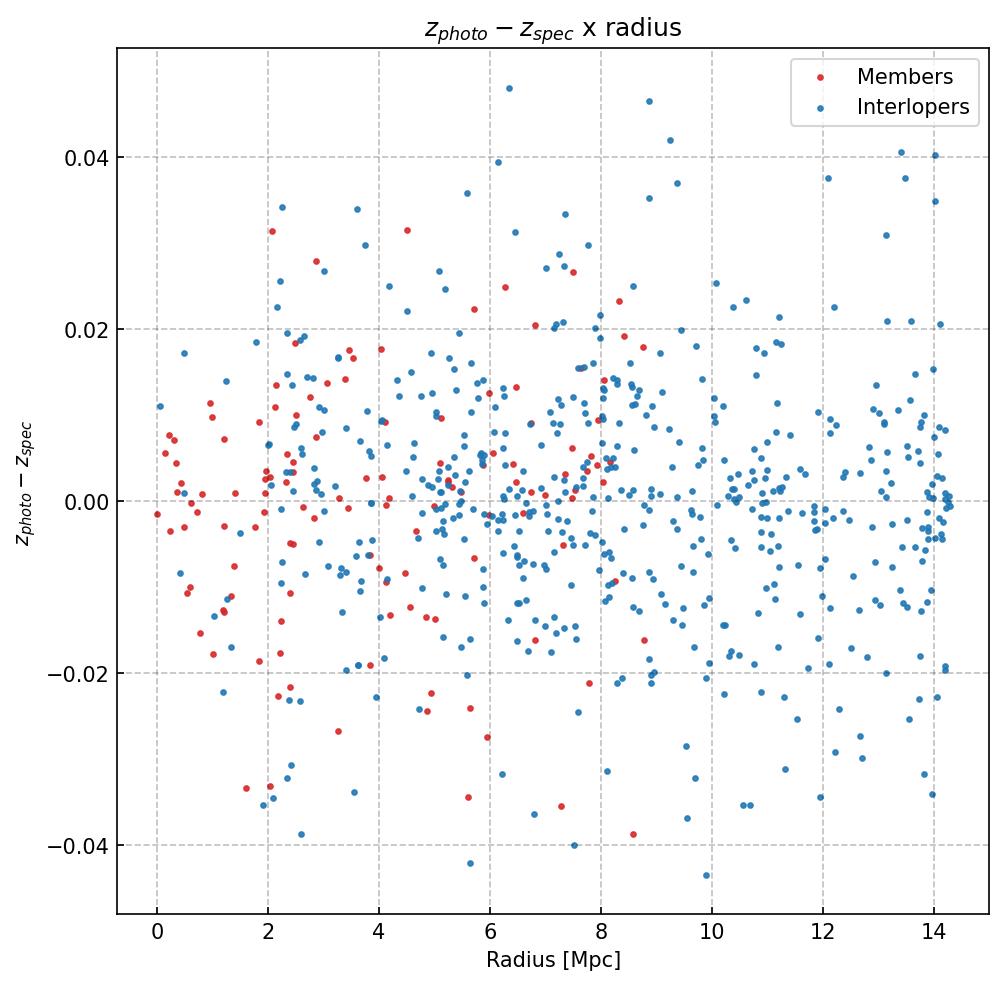 z_photo − z_spec x radius
Members
Interlopers
0.04
0.02
0.00
−0.02
−0.04
z_photo − z_spec
0 2 4 6 8 10 12 14
Radius [Mpc]